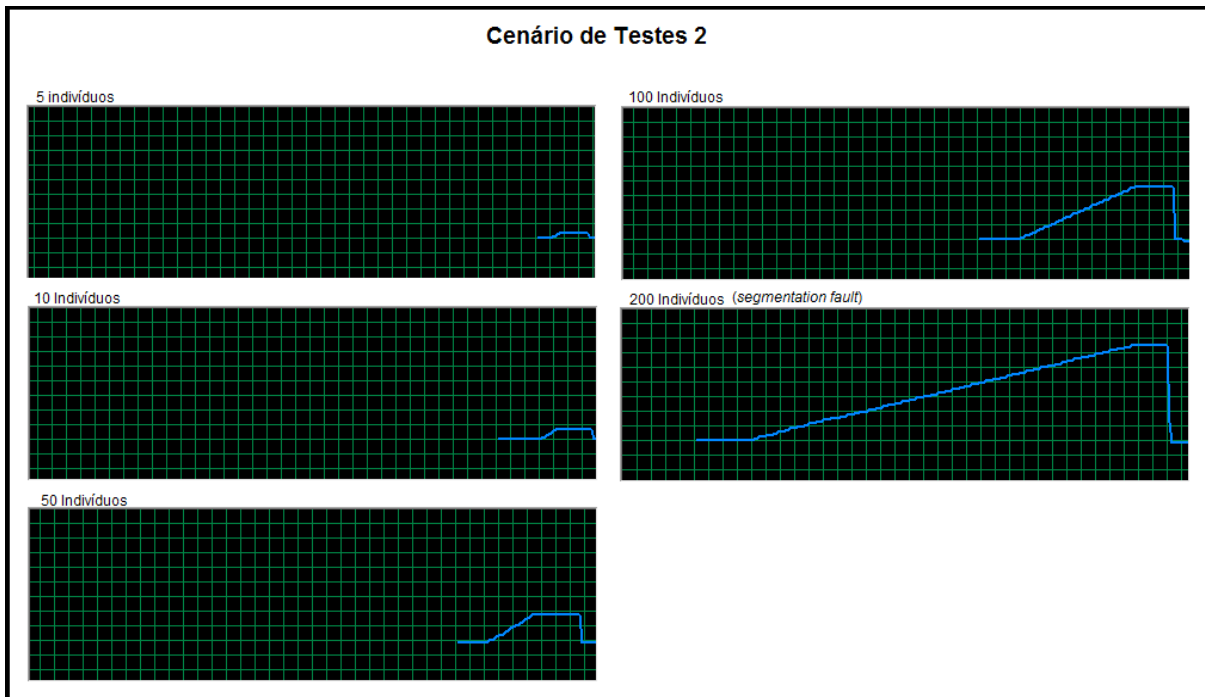 Cenário de Testes 2
5 indivíduos
100 Indivíduos
10 Indivíduos
200 Indivíduos (segmentation fault)
50 Indivíduos